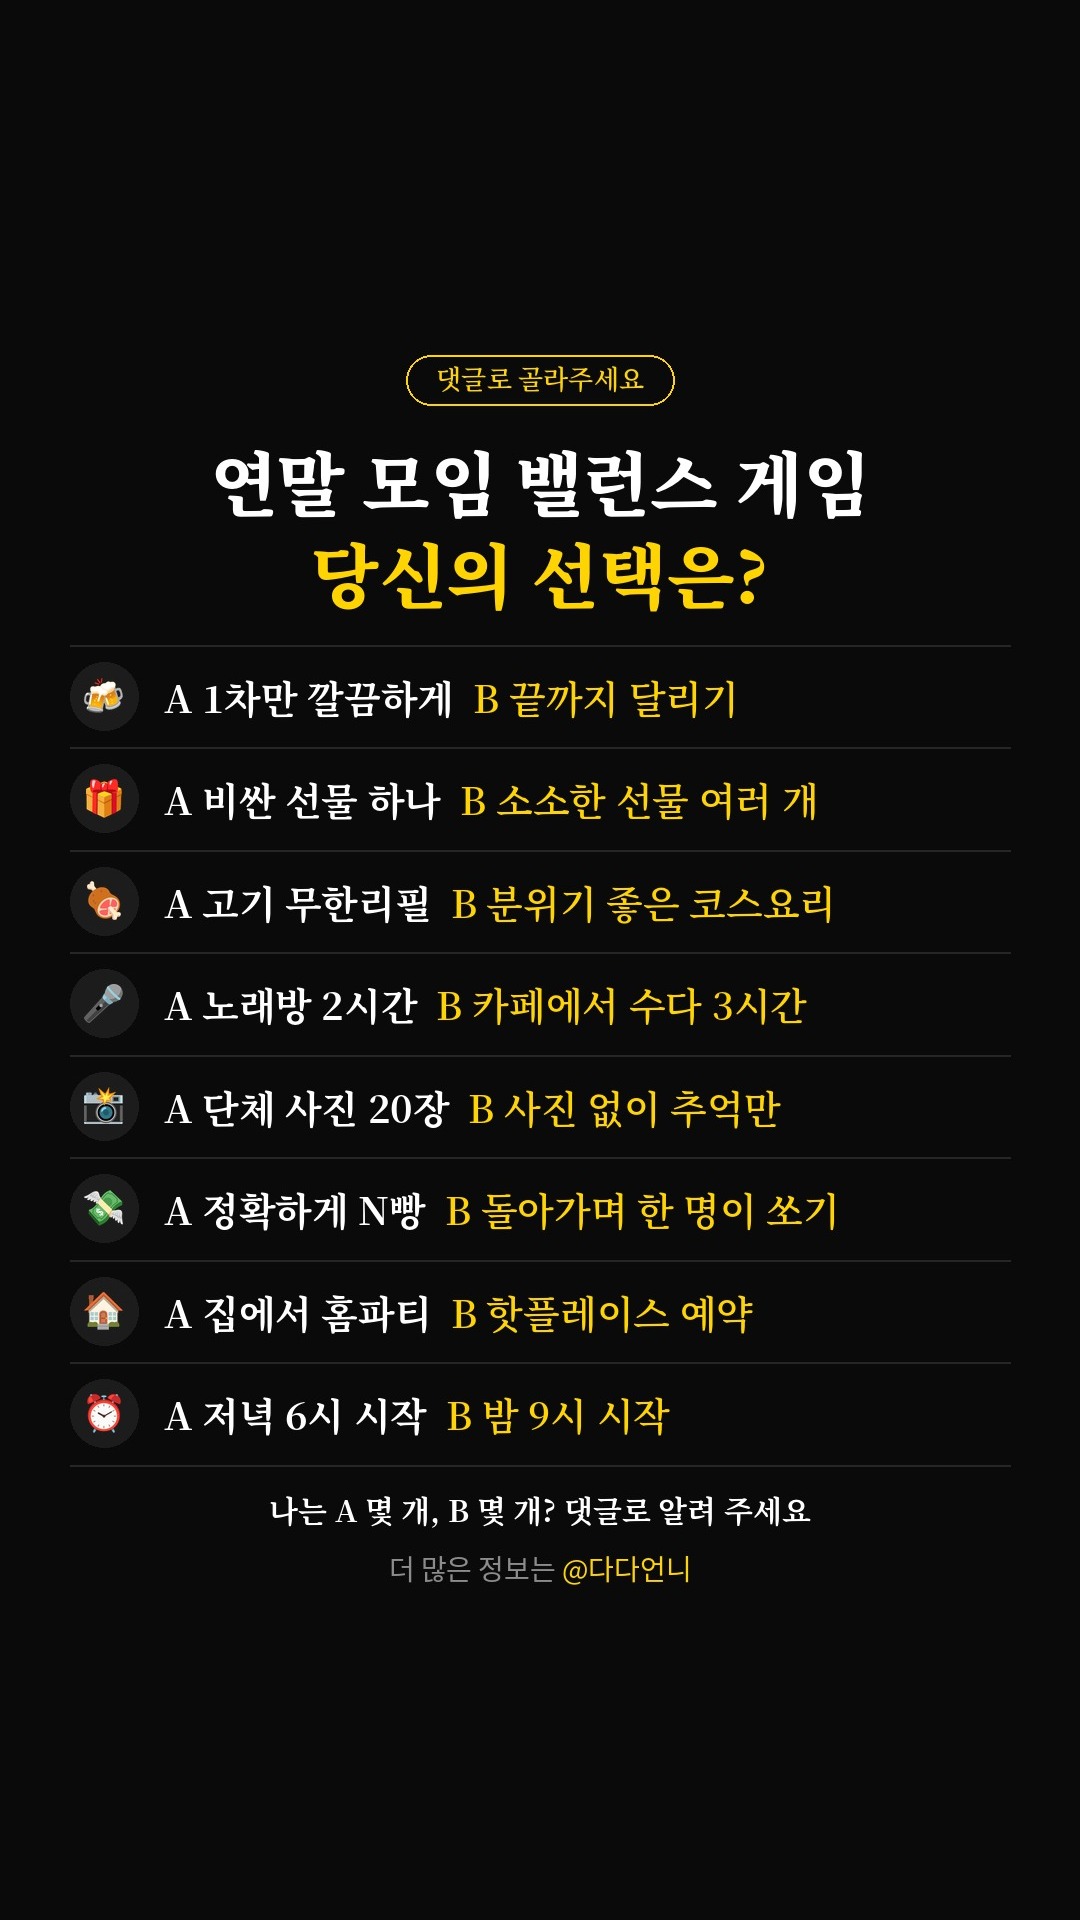 댓글로 골라주세요
연말 모임 밸런스 게임
당신의 선택은?
A 1차만 깔끔하게 B 끝까지 달리기
A 비싼 선물 하나 B 소소한 선물 여러 개
A 고기 무한리필 B 분위기 좋은 코스요리
A 노래방 2시간 B 카페에서 수다 3시간
A 단체 사진 20장 B 사진 없이 추억만
A 정확하게 N빵 B 돌아가며 한 명이 쏘기
A 집에서 홈파티 B 핫플레이스 예약
A 저녁 6시 시작 B 밤 9시 시작
나는 A 몇 개, B 몇 개? 댓글로 알려 주세요
더 많은 정보는 @다다언니